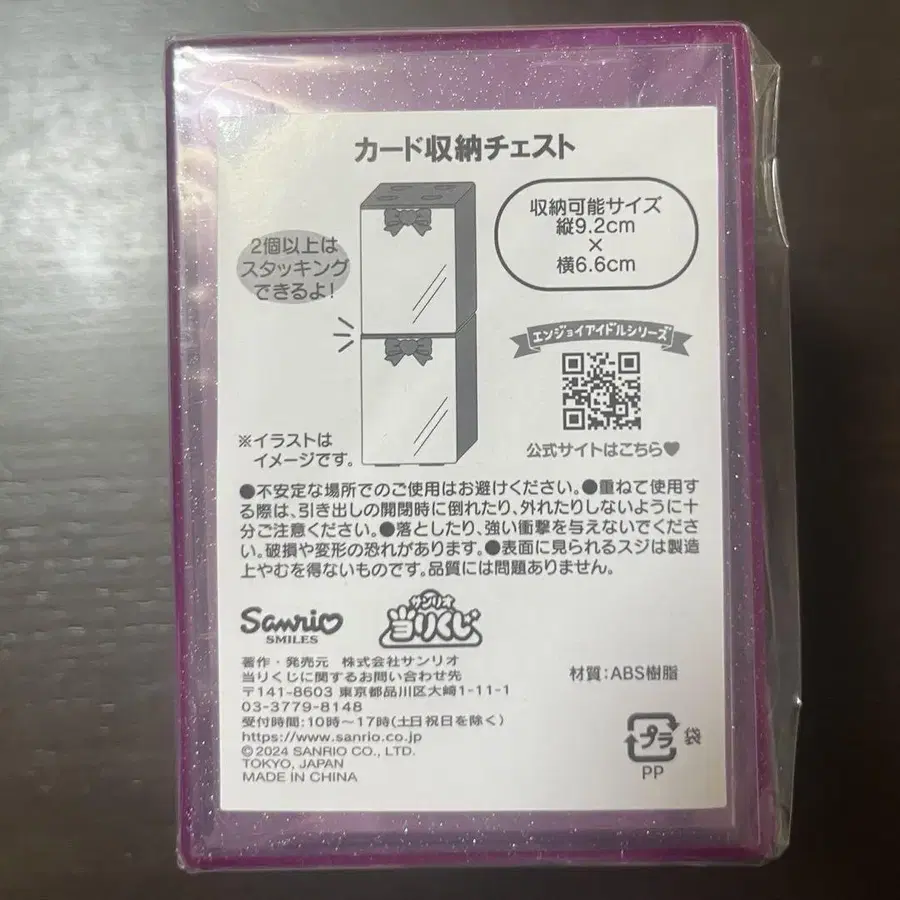 カード収納チェスト
2個以上は
スタッキング
できるよ!
収納可能サイズ
縦9.2cm
×
横6.6cm
エンジョイアイドルシリーズ
公式サイトはこちら♥
※イラストは
イメージです。
●不安定な場所でのご使用はお避けください。●重ねて使用す
る際は、引き出しの開閉時に倒れたり、外れたりしないように十
分ご注意ください。●落としたり、強い衝撃を与えないでくださ
い。破損や変形の恐れがあります。●表面に見られるスジは製造
上やむを得ないものです。品質には問題ありません。
Sanrio
SMILES
サンリオ
当りくじ
著作・発売元 株式会社サンリオ
当りくじに関するお問い合わせ先
〒141-8603 東京都品川区大崎1-11-1
03-3779-8148
受付時間:10時〜17時(土日祝日を除く)
https://www.sanrio.co.jp
©2024 SANRIO CO., LTD.
TOKYO, JAPAN
MADE IN CHINA
材質:ABS樹脂
プラ 袋
PP